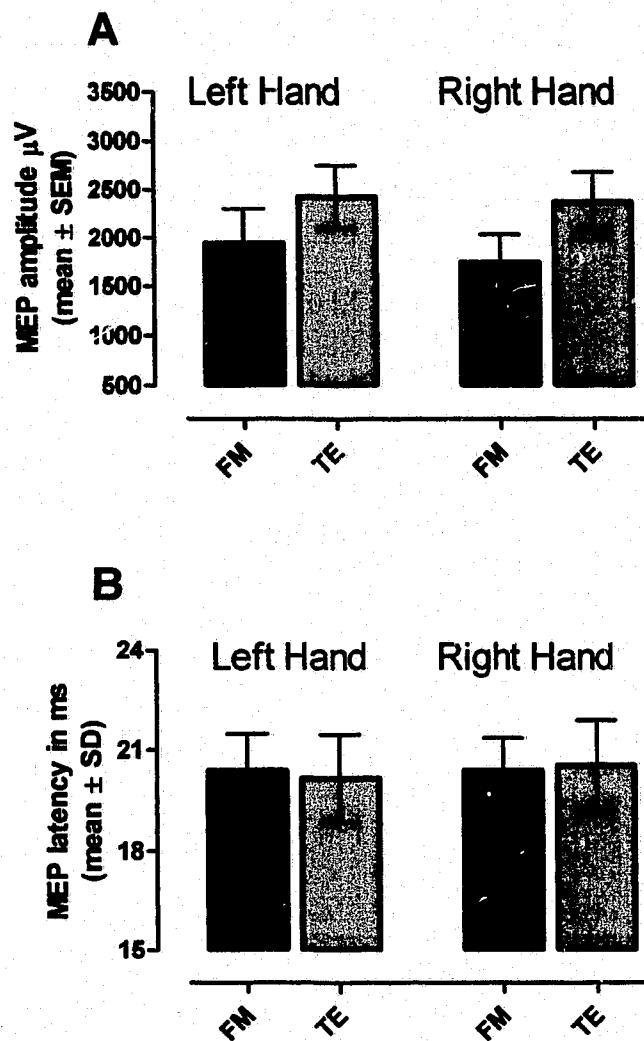 A
Left Hand
Right Hand
MEP amplitude µV
(mean ± SEM)
3500
3000
2500
2000
1500
1000
500
FM
TE
FM
TE
B
Left Hand
Right Hand
MEP latency in ms
(mean ± SD)
24
21
18
15
FM
TE
FM
TE